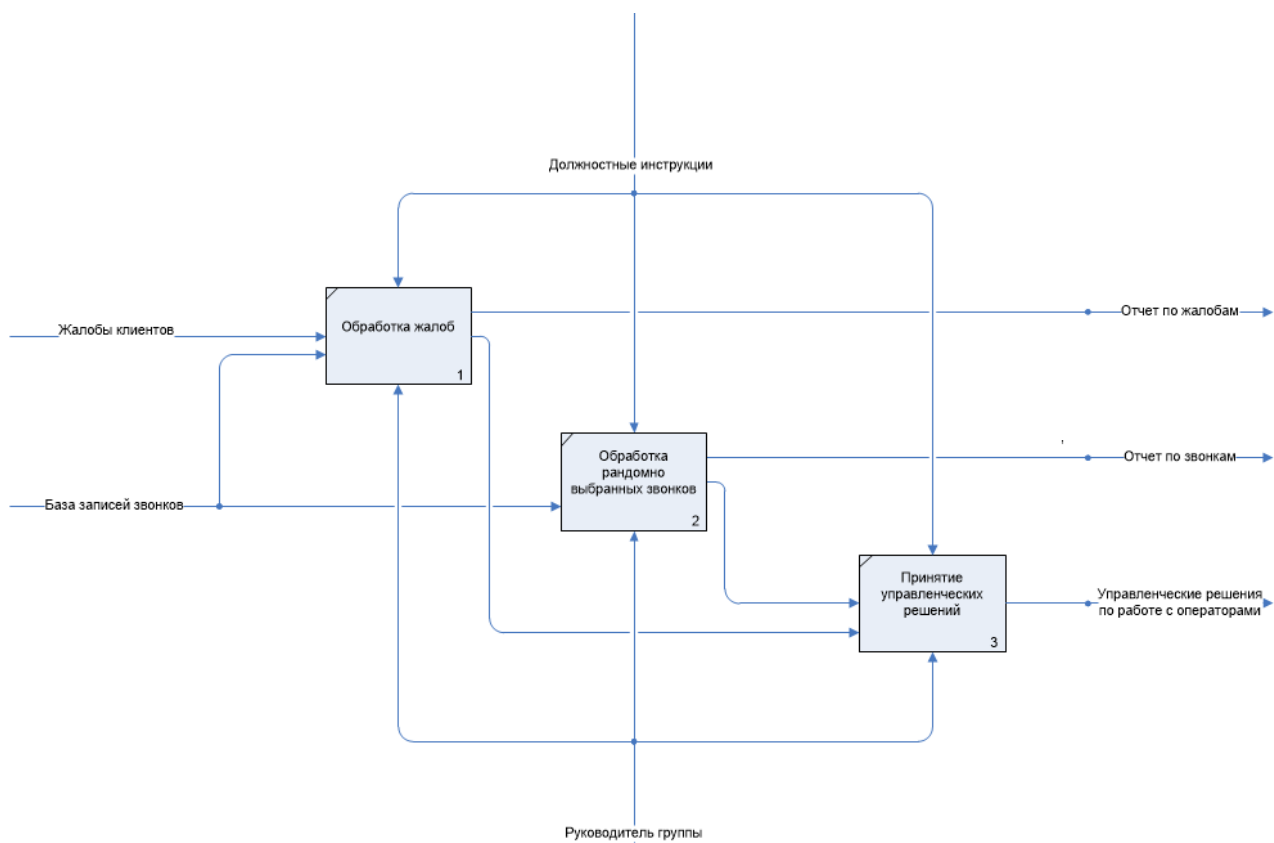 Должностные инструкции
Обработка жалоб
1
Жалобы клиентов
Отчет по жалобам
База записей звонков
Обработка
рандомно
выбранных звонков
2
,
Отчет по звонкам
Принятие
управленческих
решений
3
Управленческие решения
по работе с операторами
Руководитель группы